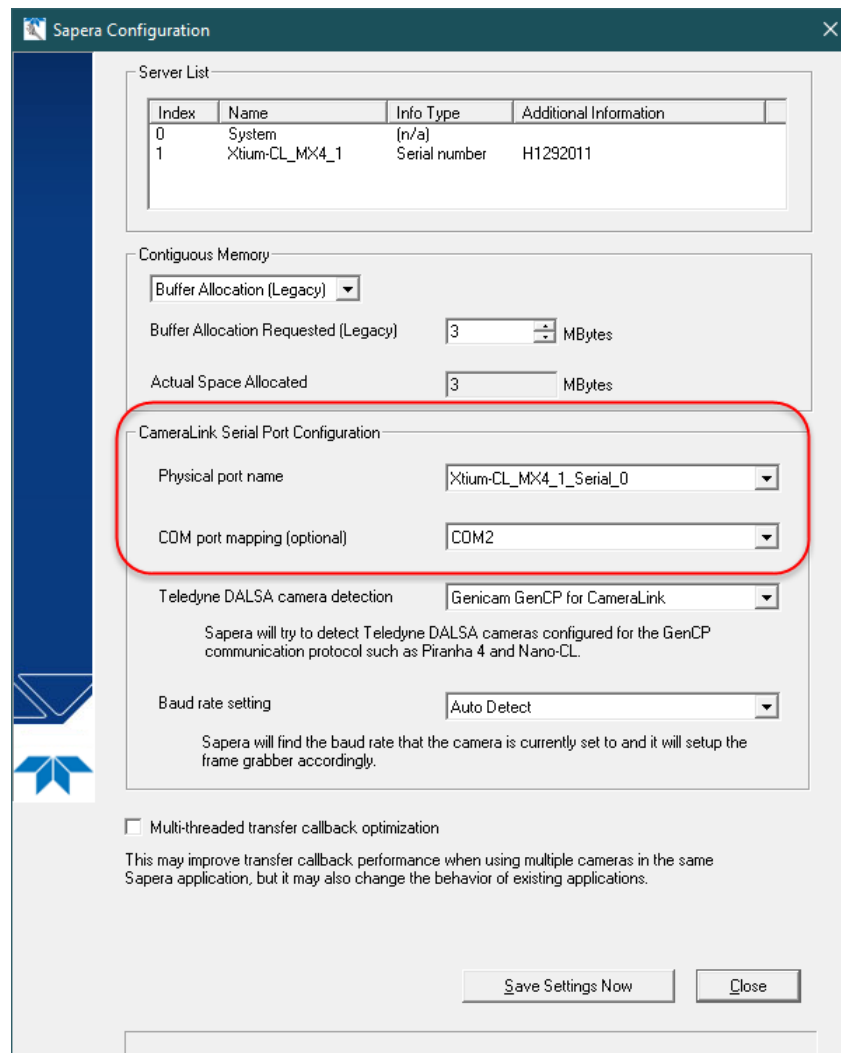 Sapera Configuration
Server List
Index Name Info Type Additional Information
0 System (n/a)
1 Xtium-CL_MX4_1 Serial number H1292011
Contiguous Memory
Buffer Allocation (Legacy)
Buffer Allocation Requested (Legacy) 3 MBytes
Actual Space Allocated 3 MBytes
CameraLink Serial Port Configuration
Physical port name Xtium-CL_MX4_1_Serial_0
COM port mapping (optional) COM2
Teledyne DALSA camera detection Genicam GenCP for CameraLink
Sapera will try to detect Teledyne DALSA cameras configured for the GenCP
communication protocol such as Piranha 4 and Nano-CL.
Baud rate setting Auto Detect
Sapera will find the baud rate that the camera is currently set to and it will setup the
frame grabber accordingly.
Multi-threaded transfer callback optimization
This may improve transfer callback performance when using multiple cameras in the same
Sapera application, but it may also change the behavior of existing applications.
Save Settings Now Close